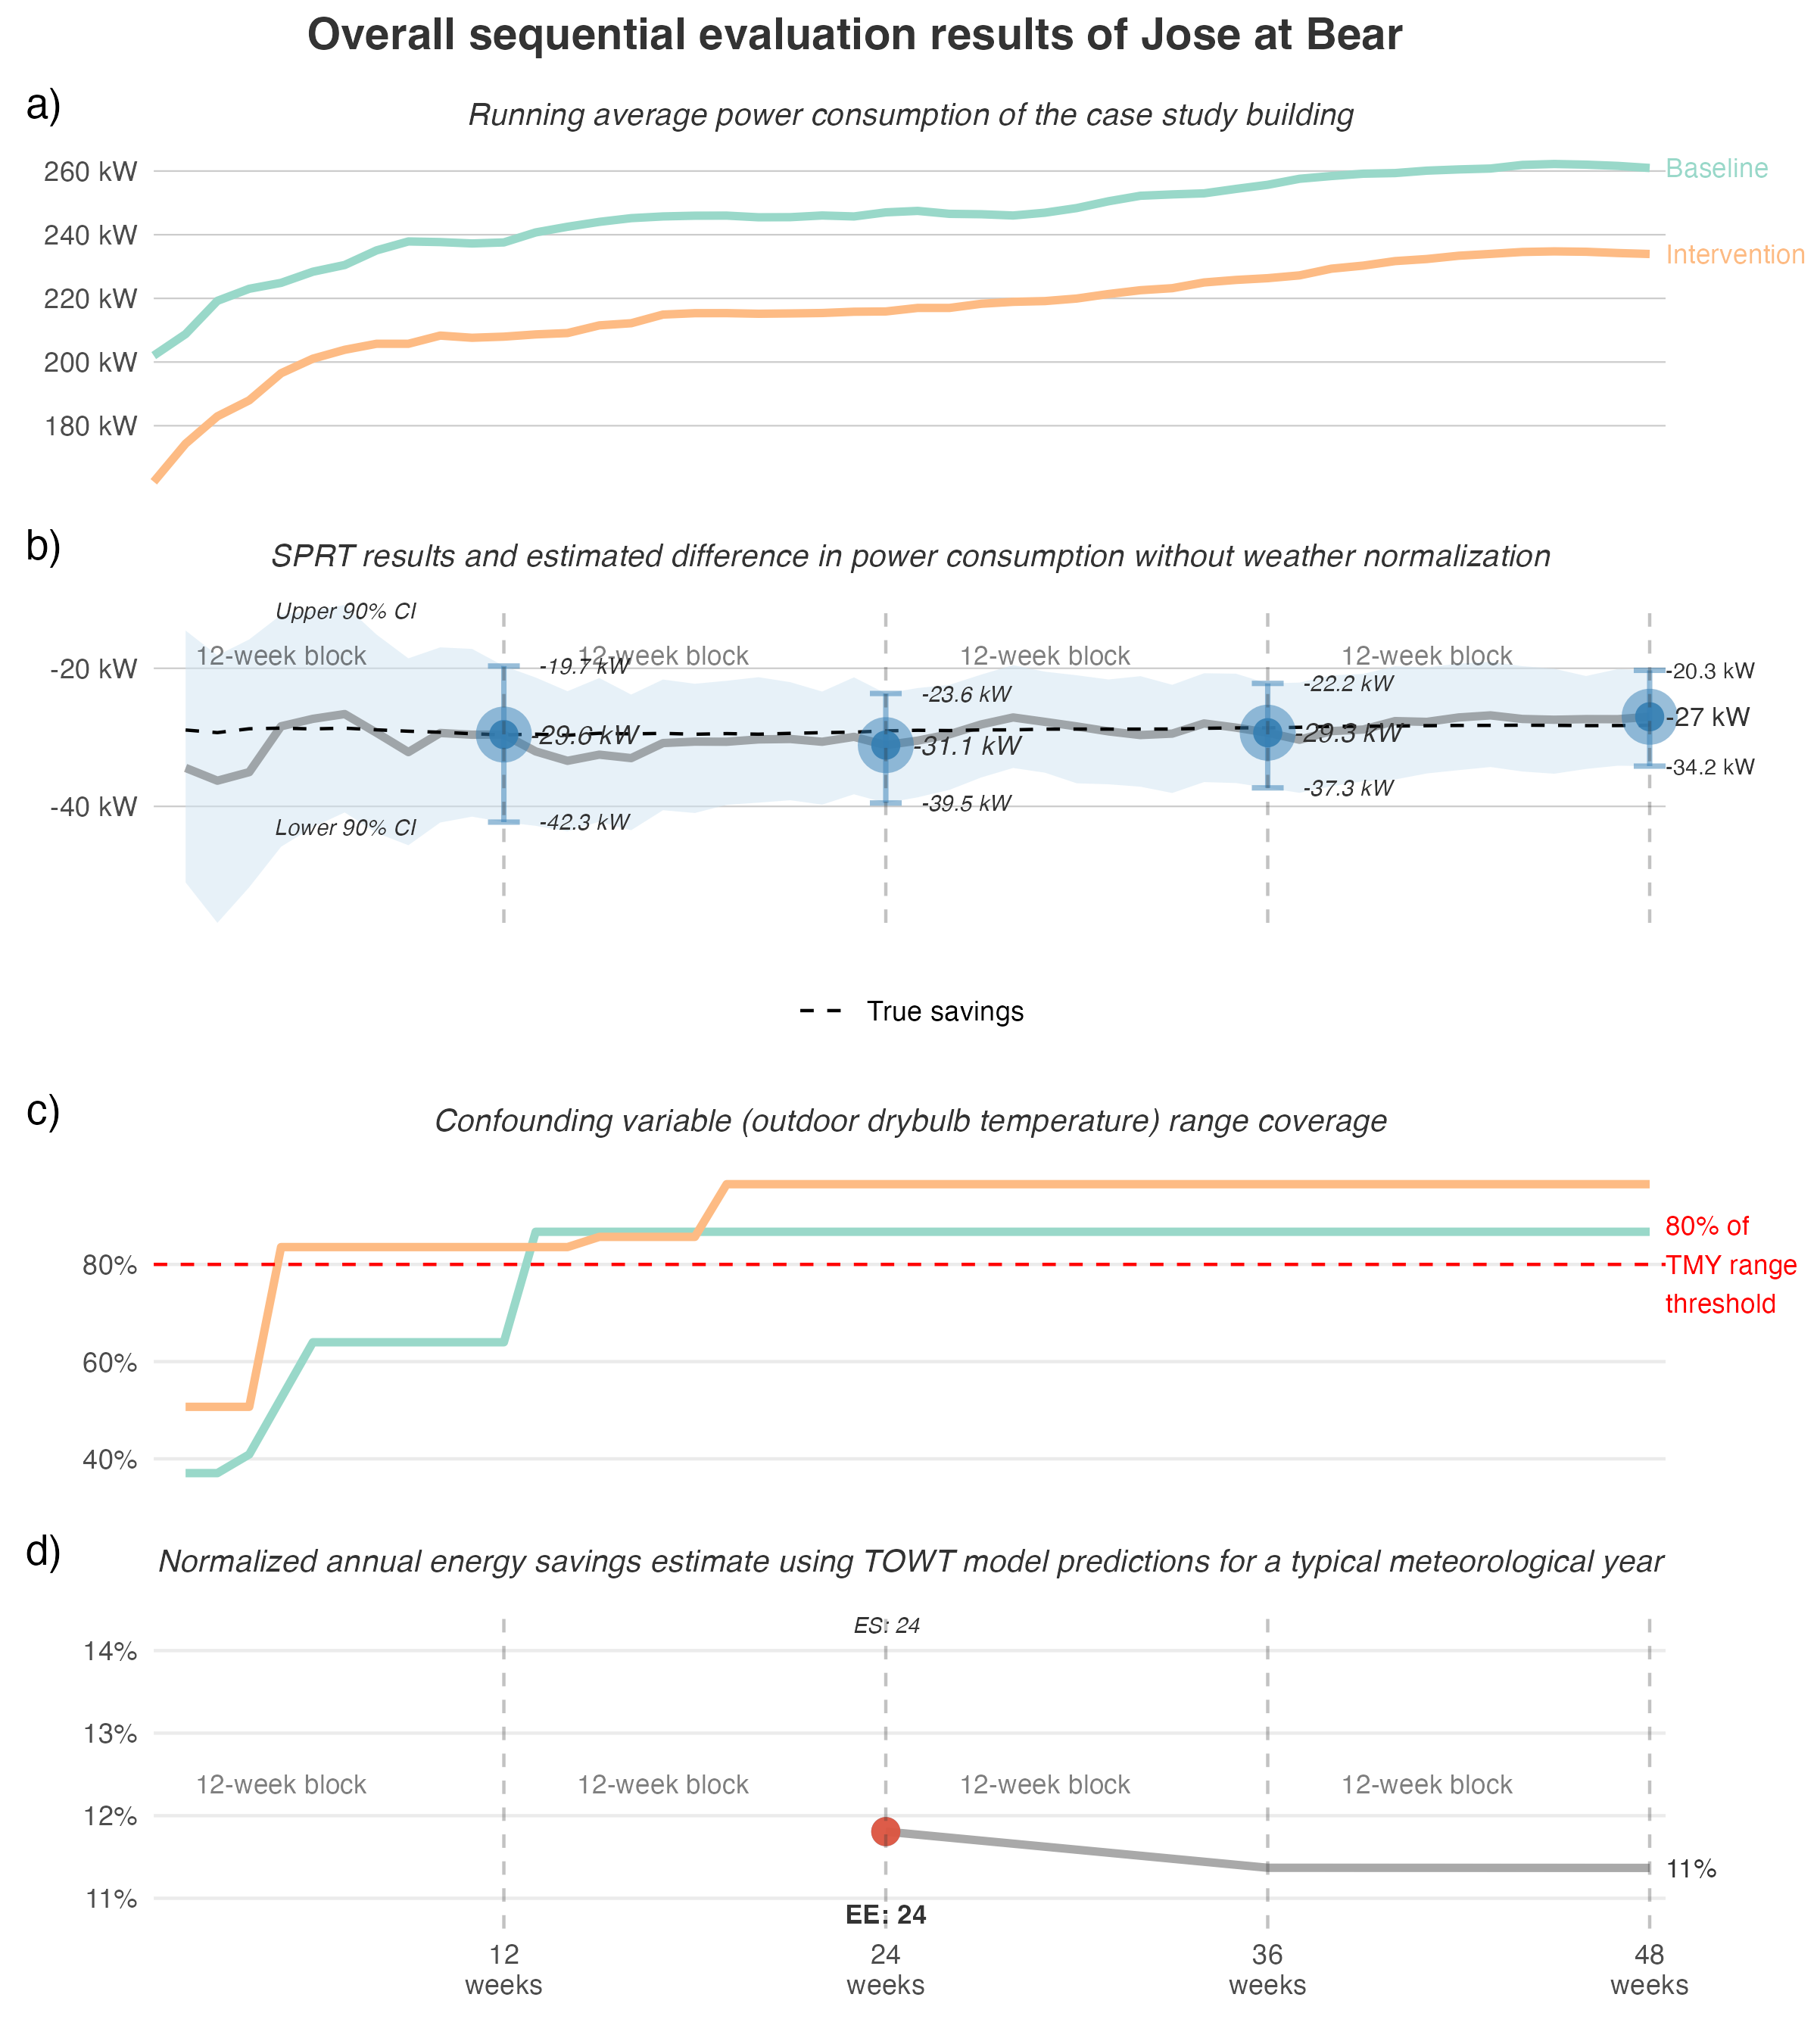 Overall sequential evaluation results of Jose at Bear
a)
Running average power consumption of the case study building
260 kW
240 kW
220 kW
200 kW
180 kW
Baseline
Intervention
b)
SPRT results and estimated difference in power consumption without weather normalization
Upper 90% CI
12-week block
12-week block
12-week block
12-week block
-20 kW
-40 kW
-19.7 kW
-23.6 kW
-22.2 kW
-20.3 kW
-29.6 kW
-31.1 kW
-29.3 kW
-27 kW
Lower 90% CI
-42.3 kW
-39.5 kW
-37.3 kW
-34.2 kW
True savings
c)
Confounding variable (outdoor drybulb temperature) range coverage
80%
60%
40%
80% of
TMY range
threshold
d)
Normalized annual energy savings estimate using TOWT model predictions for a typical meteorological year
ES: 24
14%
13%
12%
11%
12-week block
12-week block
12-week block
12-week block
11%
EE: 24
12
weeks
24
weeks
36
weeks
48
weeks